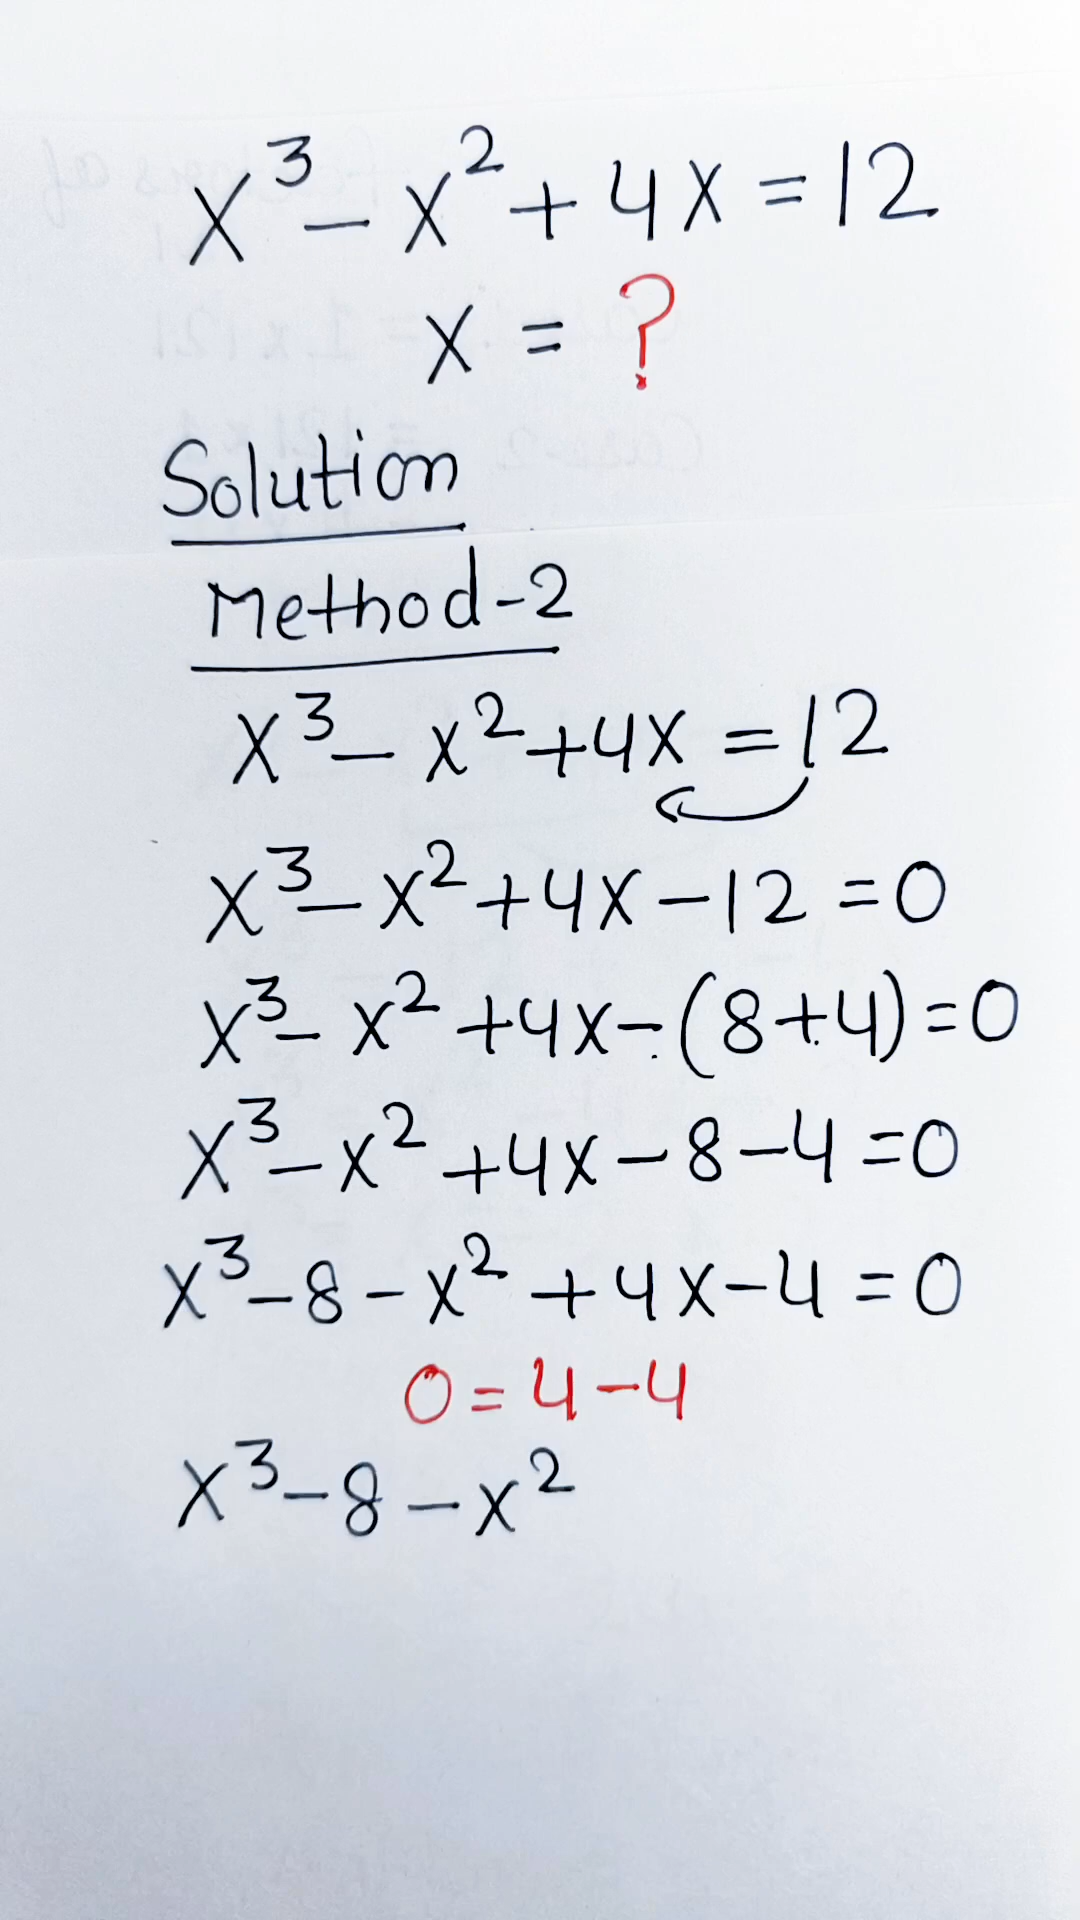 x³ - x² + 4x = 12
x = ?
Solution
Method-2
x³ - x² + 4x = 12
x³ - x² + 4x - 12 = 0
x³ - x² + 4x - (8 + 4) = 0
x³ - x² + 4x - 8 - 4 = 0
x³ - 8 - x² + 4x - 4 = 0
0 = 4 - 4
x³ - 8 - x²